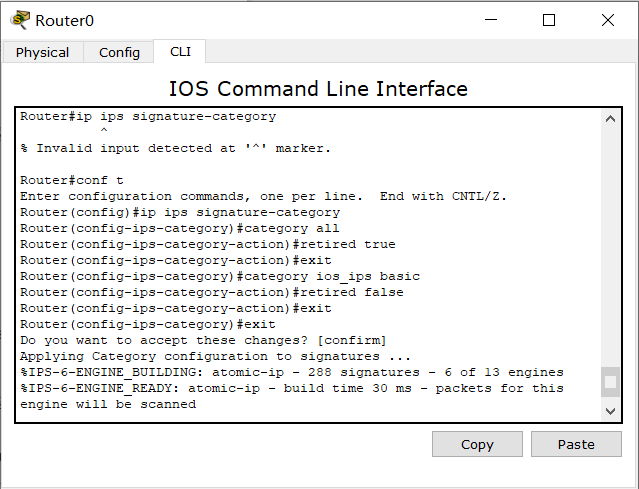 Router0
Physical Config CLI
IOS Command Line Interface
Router#ip ips signature-category
^
% Invalid input detected at '^' marker.
Router#conf t
Enter configuration commands, one per line.  End with CNTL/Z.
Router(config)#ip ips signature-category
Router(config-ips-category)#category all
Router(config-ips-category-action)#retired true
Router(config-ips-category-action)#exit
Router(config-ips-category)#category ios_ips basic
Router(config-ips-category-action)#retired false
Router(config-ips-category-action)#exit
Router(config-ips-category)#exit
Do you want to accept these changes? [confirm]
Applying Category configuration to signatures ...
%IPS-6-ENGINE_BUILDING: atomic-ip - 288 signatures - 6 of 13 engines
%IPS-6-ENGINE_READY: atomic-ip - build time 30 ms - packets for this
engine will be scanned
Copy Paste